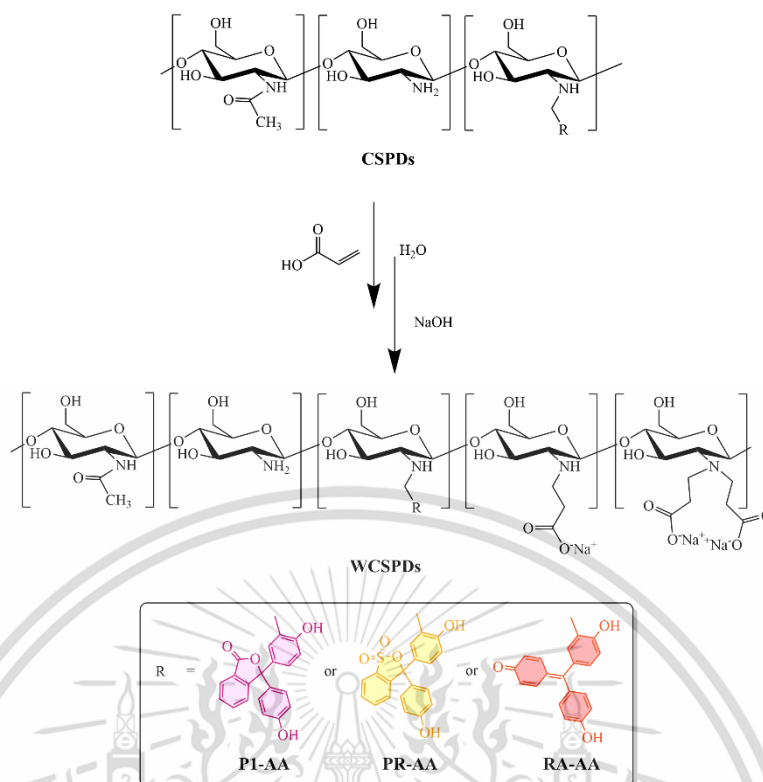 OH OH OH
O O O O O O O
HO HO HO
NH NH₂ NH
O
CH₃ R
CSPDs
O
HO
H₂O
NaOH
OH OH OH OH OH
O O O O O O O O O O
HO HO HO HO HO
NH NH₂ NH NH N
O
CH₃ R
O O O
O-Na⁺ O-Na⁺ +Na-O
WCSPDs
R = or or
OH OH OH
O O O O S O
O
OH OH OH
P1-AA PR-AA RA-AA